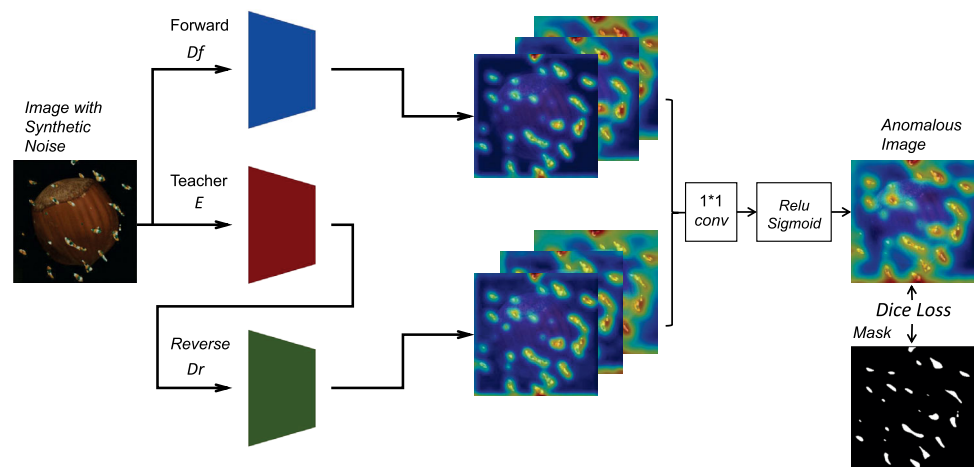 Forward
Df
Image with
Synthetic
Noise
Teacher
E
Reverse
Dr
1*1
conv
Relu
Sigmoid
Anomalous
Image
Dice Loss
Mask